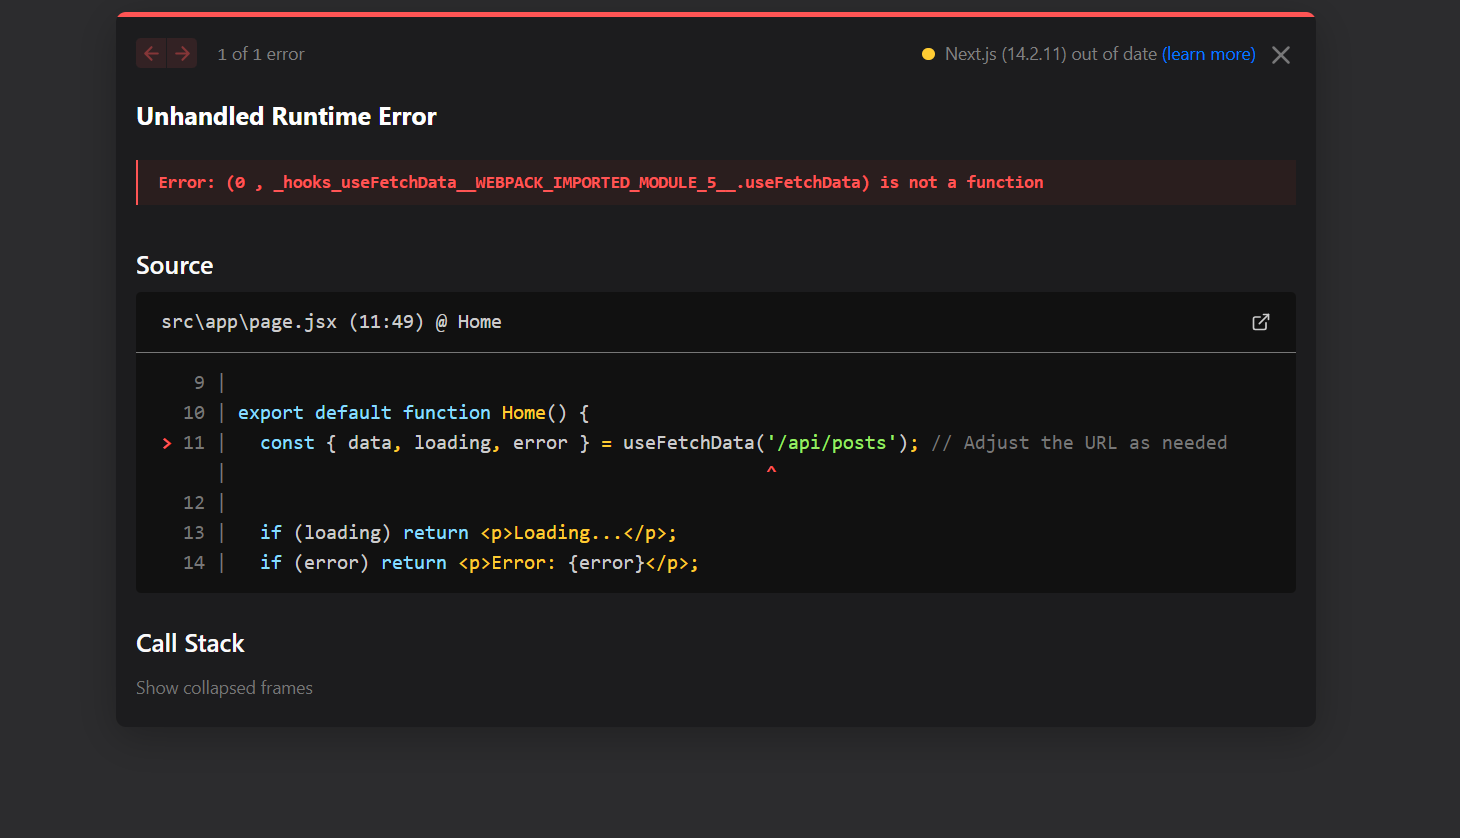 1 of 1 error
Next.js (14.2.11) out of date (learn more)
Unhandled Runtime Error
Error: (0 , _hooks_useFetchData__WEBPACK_IMPORTED_MODULE_5__.useFetchData) is not a function
Source
src\app\page.jsx (11:49) @ Home
9 |
10 | export default function Home() {
> 11 |   const { data, loading, error } = useFetchData('/api/posts'); // Adjust the URL as needed
|                                                 ^
12 |
13 |   if (loading) return <p>Loading...</p>;
14 |   if (error) return <p>Error: {error}</p>;
Call Stack
Show collapsed frames